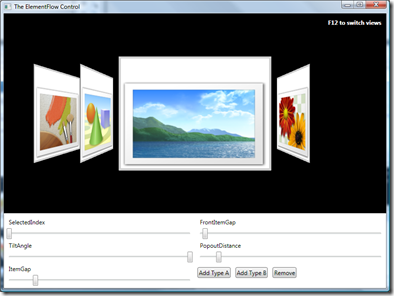 The ElementFlow Control
F12 to switch views
SelectedIndex
FrontItemGap
TiltAngle
PopoutDistance
ItemGap
Add Type A
Add Type B
Remove